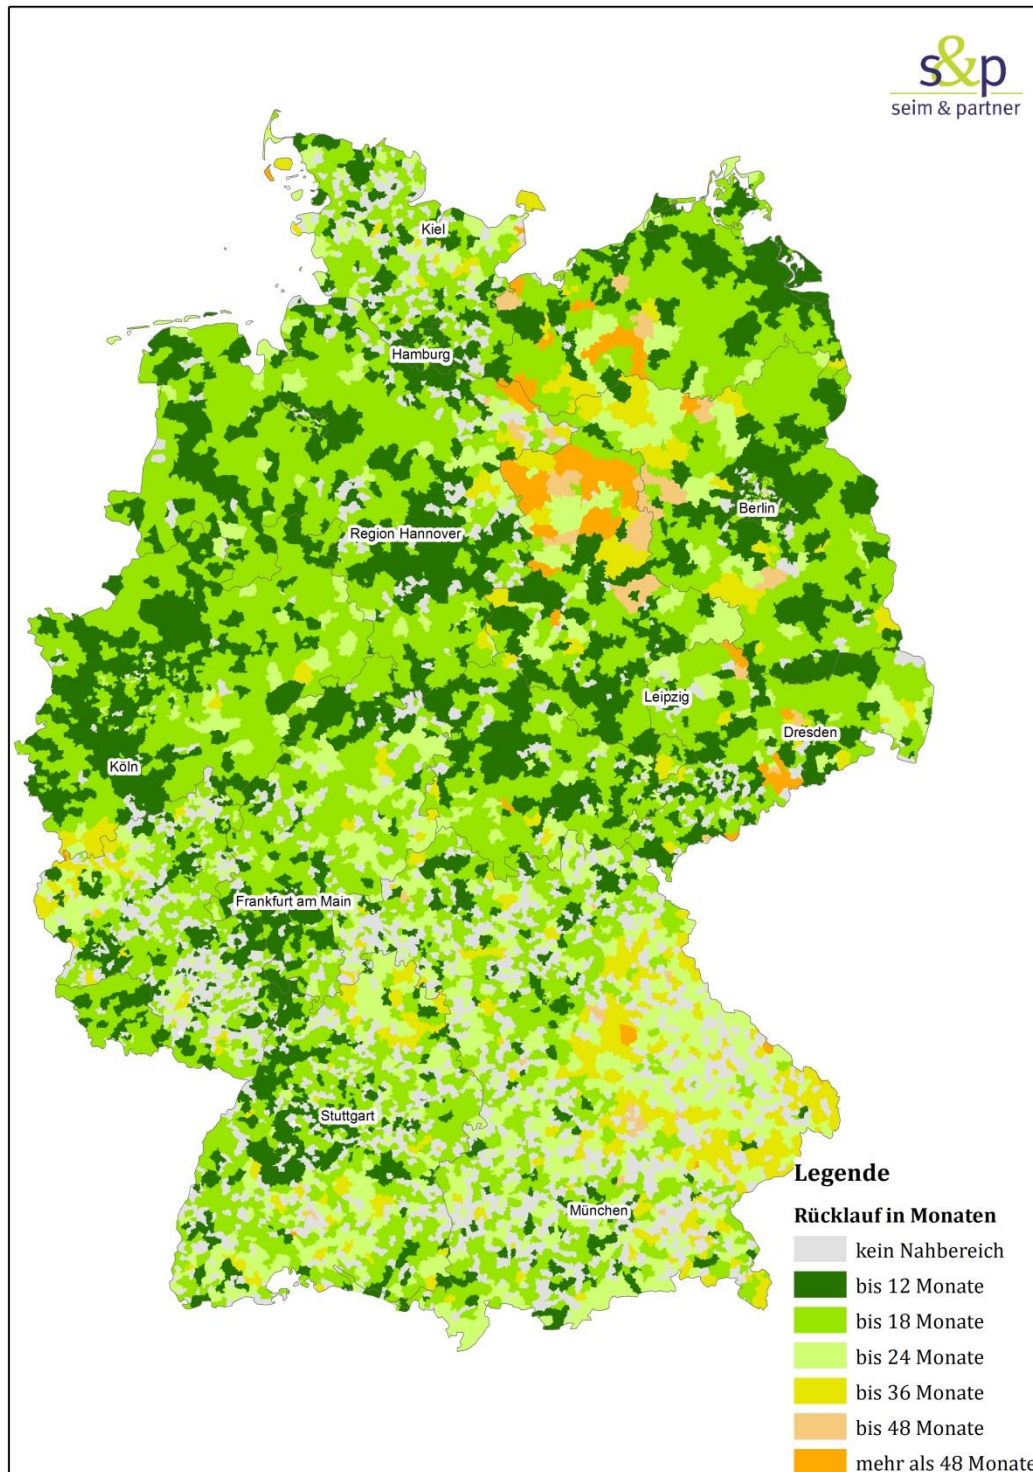 s&p
seim & partner
Kiel
Hamburg
Region Hannover
Berlin
Leipzig
Dresden
Köln
Frankfurt am Main
Stuttgart
München
Legende
Rücklauf in Monaten
kein Nahbereich
bis 12 Monate
bis 18 Monate
bis 24 Monate
bis 36 Monate
bis 48 Monate
mehr als 48 Monate